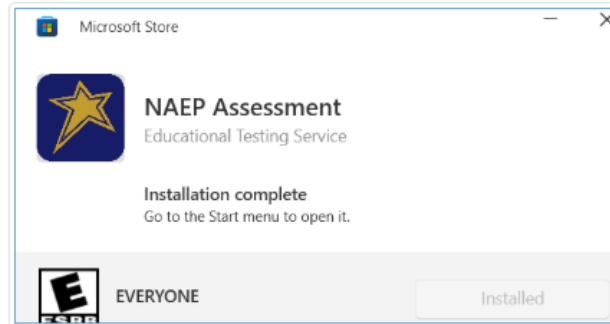 Microsoft Store
NAEP Assessment
Educational Testing Service
Installation complete
Go to the Start menu to open it.
E
EVERYONE
Installed
ESRB